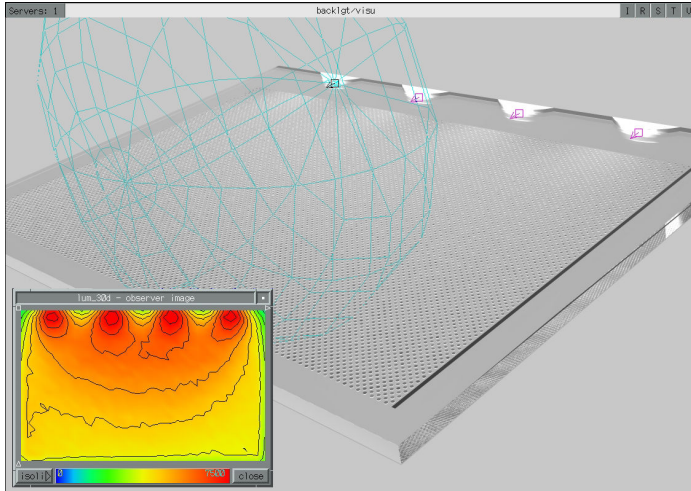 Servers: 1 backlgt/visu I R S T U
lum_30d - observer image
isoli 0 7500 close